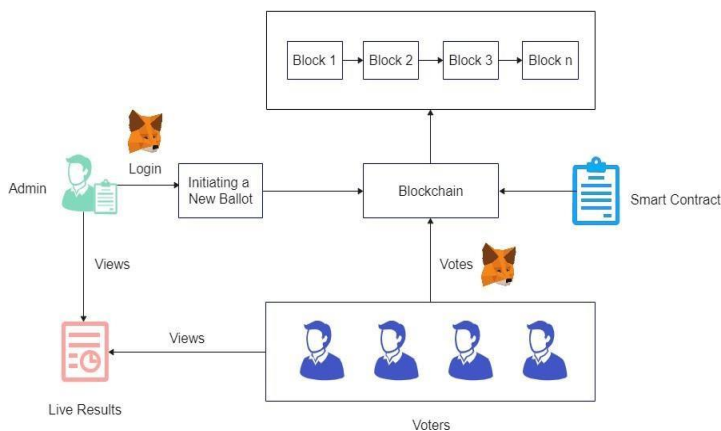 Block 1
Block 2
Block 3
Block n
Login
Admin
Initiating a
New Ballot
Blockchain
Smart Contract
Views
Votes
Views
Live Results
Voters